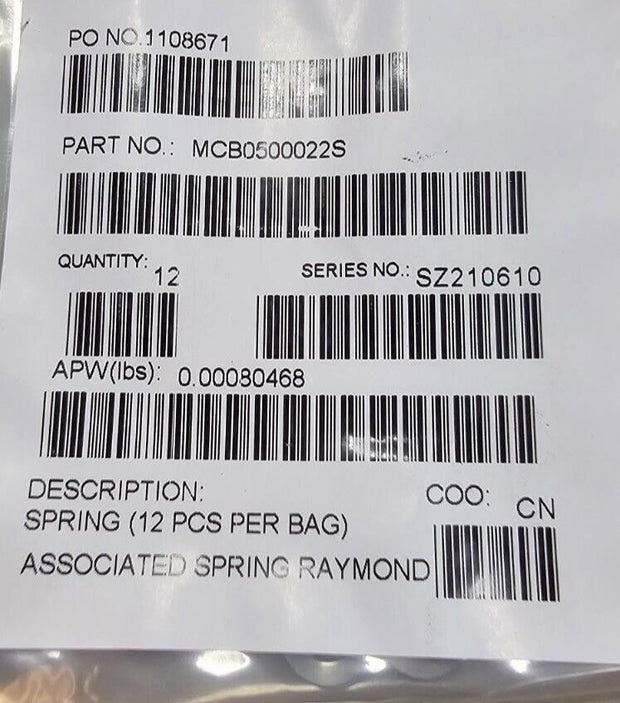 PO NO.1108671
PART NO.: MCB0500022S
QUANTITY: 12
SERIES NO.: SZ210610
APW(lbs): 0.00080468
DESCRIPTION:
COO: CN
SPRING (12 PCS PER BAG)
ASSOCIATED SPRING RAYMOND